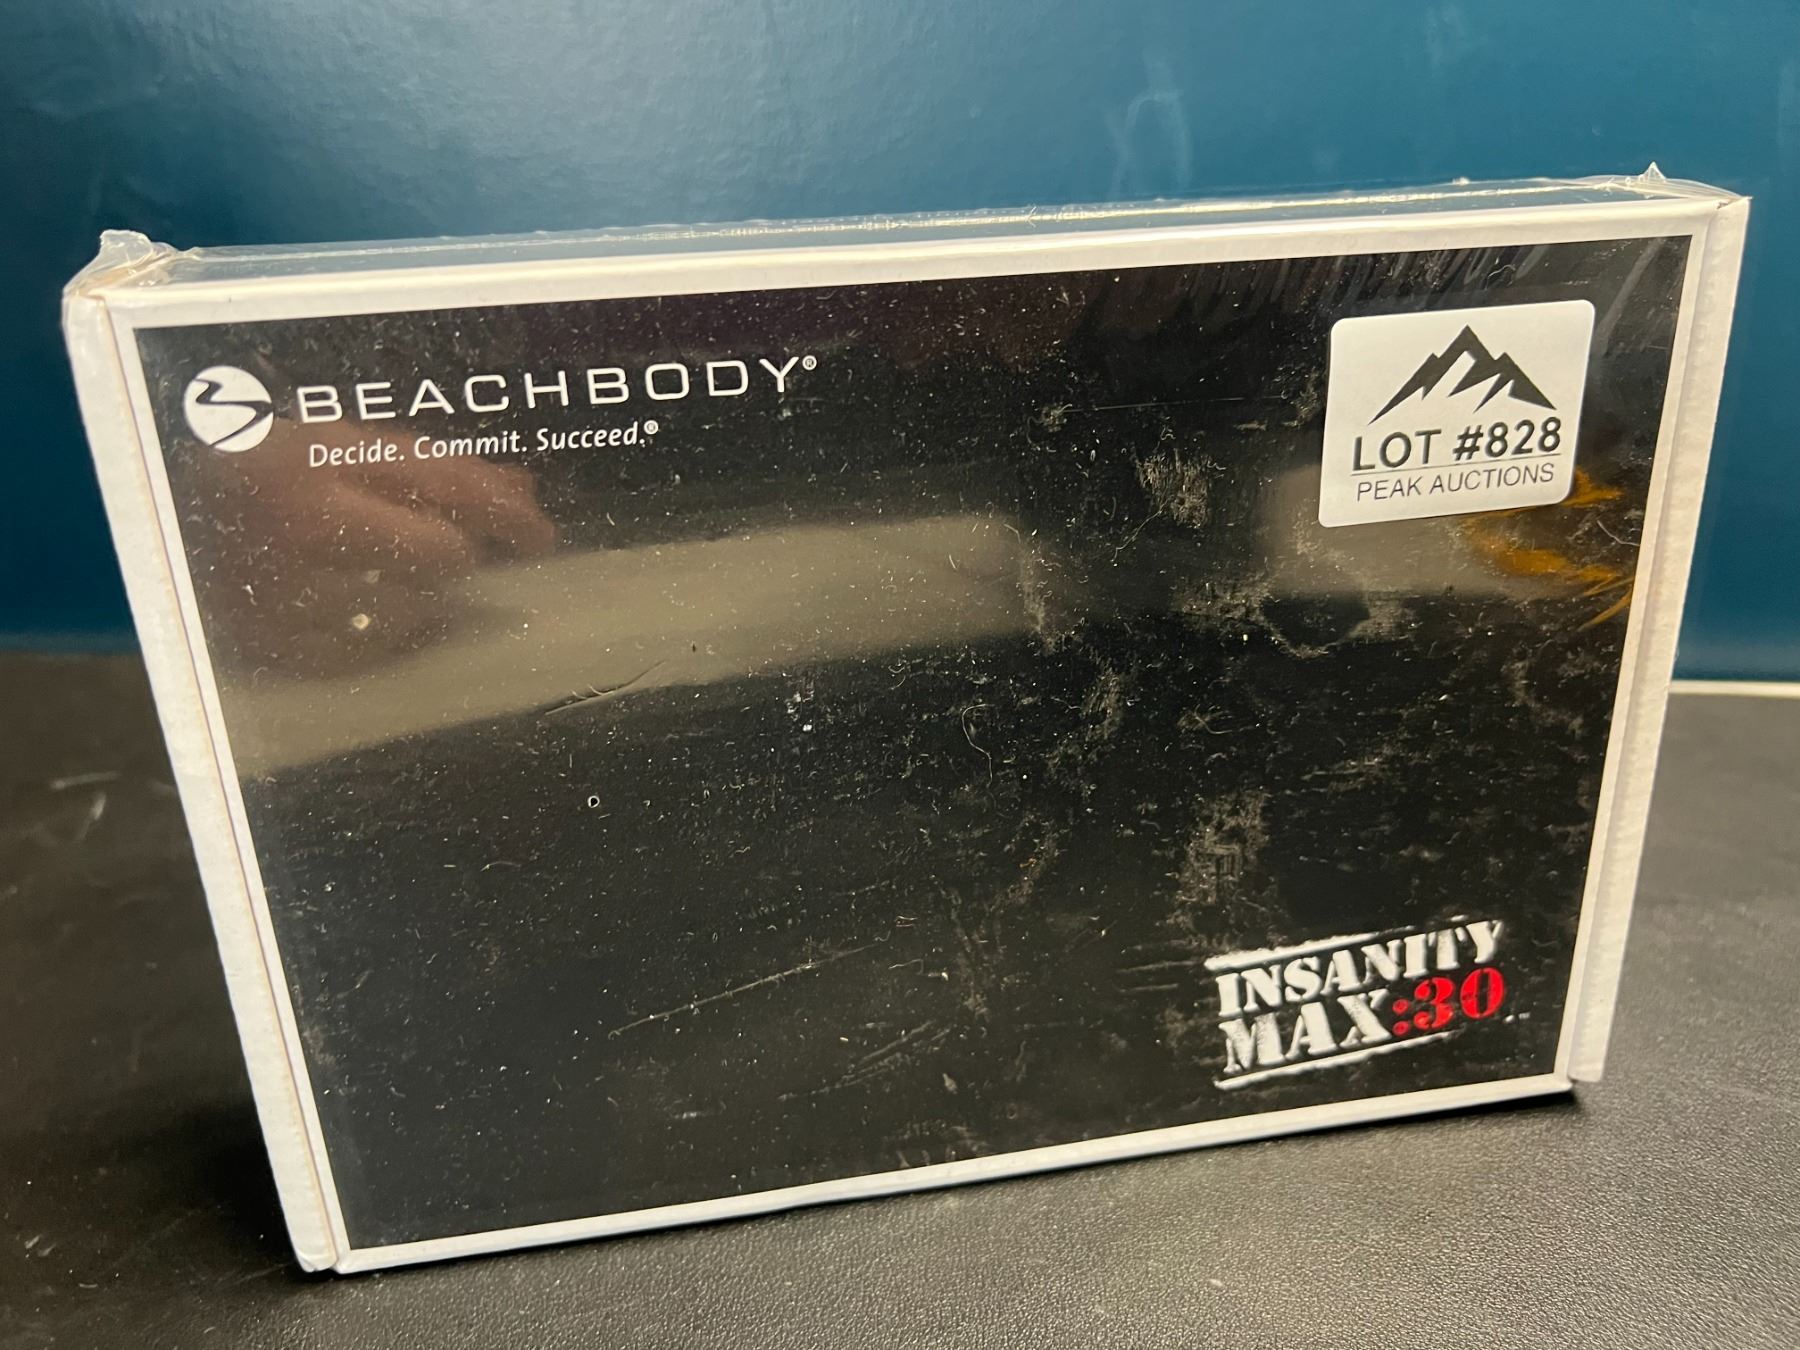 BEACHBODY®
Decide. Commit. Succeed.®
LOT #828
PEAK AUCTIONS
INSANITY
MAX:30